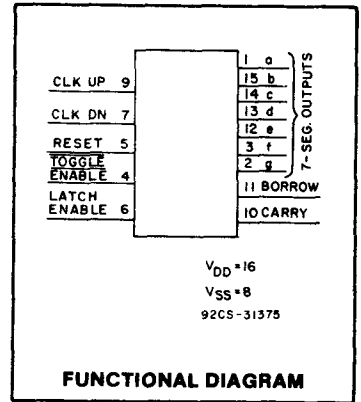 CLK UP 9
CLK DN 7
RESET 5
TOGGLE
ENABLE 4
LATCH
ENABLE 6
1 a
15 b
14 c
13 d
12 e
3 f
2 g
7-SEG. OUTPUTS
11 BORROW
10 CARRY
VDD=16
VSS=8
92CS-31375
FUNCTIONAL DIAGRAM